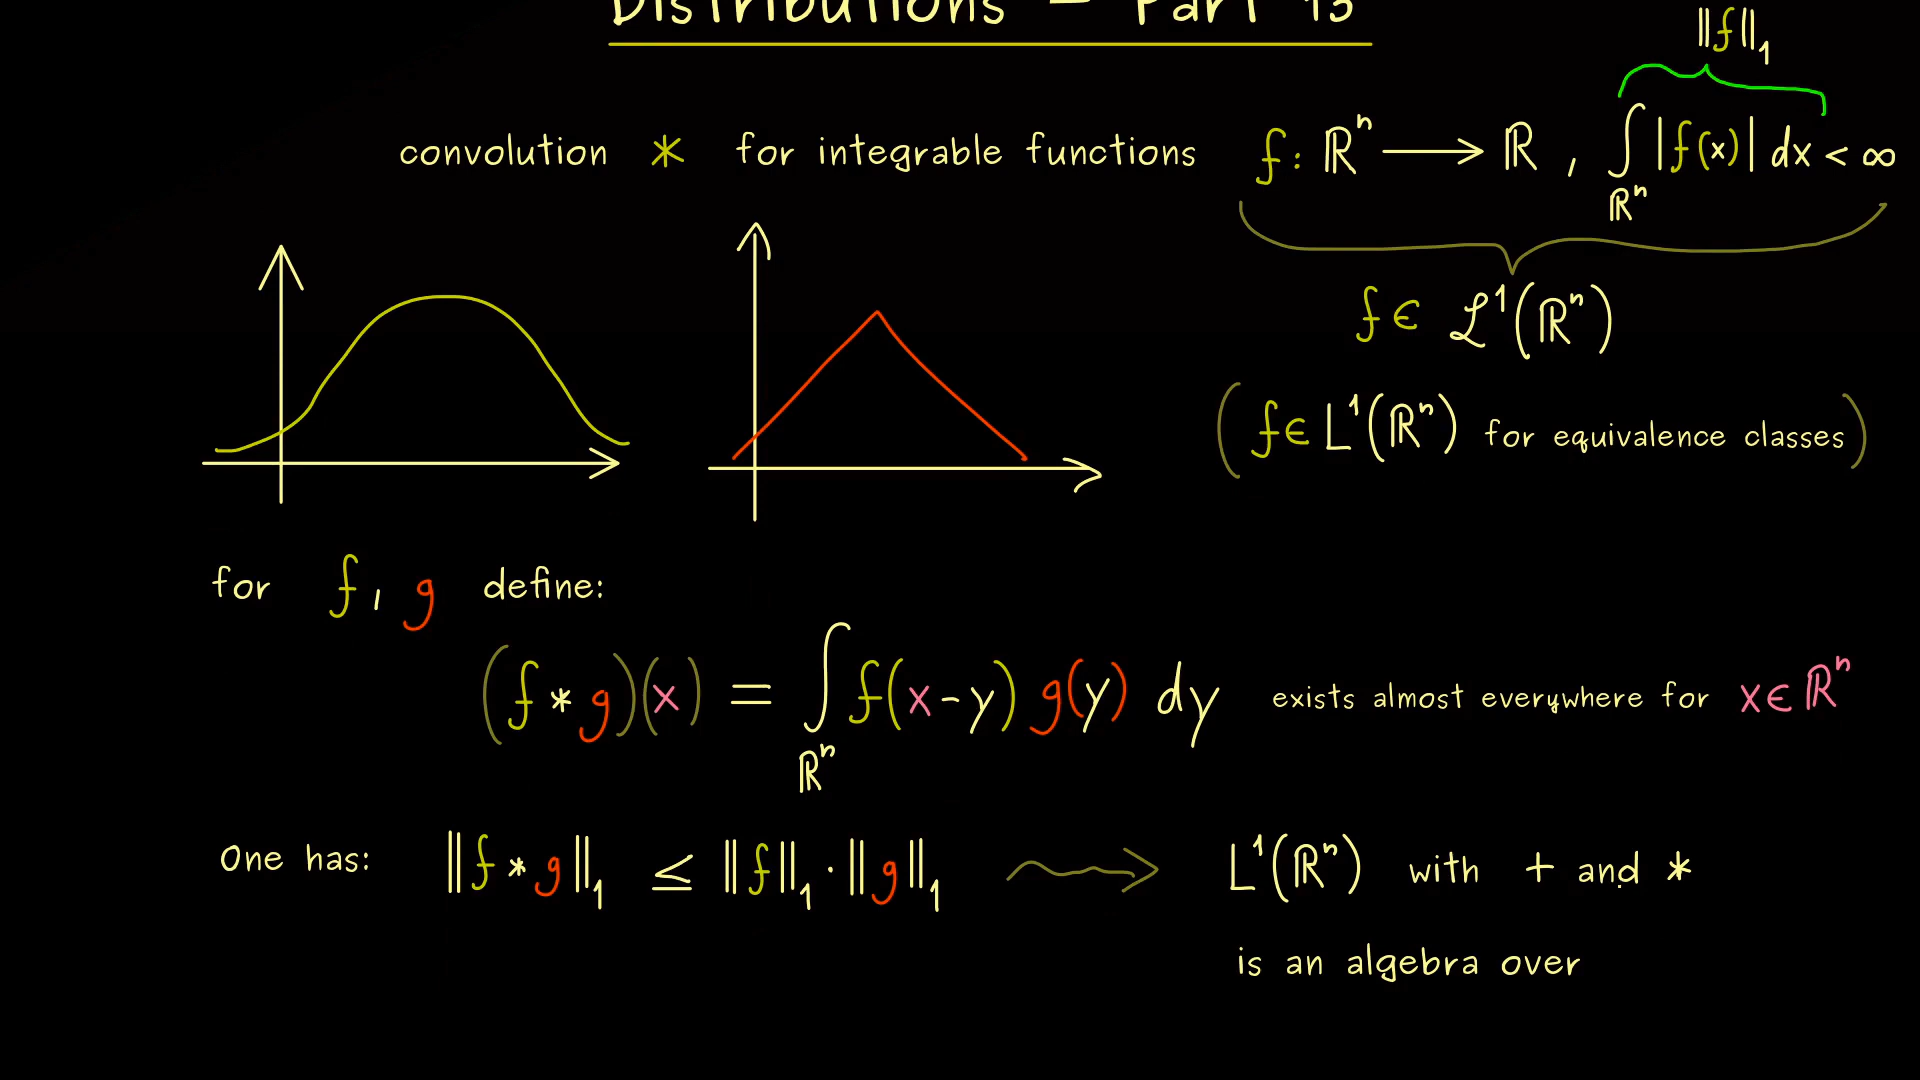 Distributions - Part 13
‖f‖₁
convolution * for integrable functions f: ℝⁿ ⟶ ℝ , ∫_ℝⁿ |f(x)| dx < ∞
f ∈ ℒ¹(ℝⁿ)
(f ∈ L¹(ℝⁿ) for equivalence classes)
for f, g define:
(f * g)(x) = ∫_ℝⁿ f(x-y) g(y) dy exists almost everywhere for x ∈ ℝⁿ
One has: ‖f * g‖₁ ≤ ‖f‖₁ · ‖g‖₁ ⇝ L¹(ℝⁿ) with + and *
is an algebra over